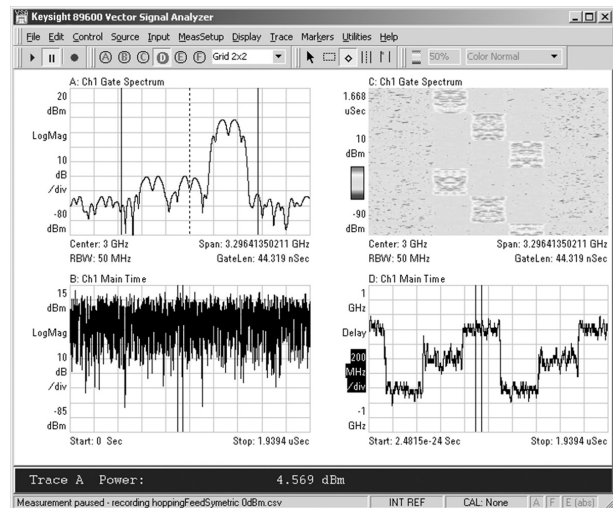 Keysight 89600 Vector Signal Analyzer
File Edit Control Source Input MeasSetup Display Trace Markers Utilities Help
A B C D E F Grid 2x2 50% Color Normal
A: Ch1 Gate Spectrum
20
dBm
LogMag
10
dB
/div
-80
dBm
Center: 3 GHz Span: 3.29641350211 GHz
RBW: 50 MHz GateLen: 44.319 nSec
C: Ch1 Gate Spectrum
1.668
uSec
10
dBm
-90
dBm
Center: 3 GHz Span: 3.29641350211 GHz
RBW: 50 MHz GateLen: 44.319 nSec
B: Ch1 Main Time
15
dBm
LogMag
10
dB
/div
-85
dBm
Start: 0 Sec Stop: 1.9394 uSec
D: Ch1 Main Time
1
GHz
Delay
200
MHz
/div
-1
GHz
Start: 2.4815e-24 Sec Stop: 1.9394 uSec
Trace A Power: 4.569 dBm
Measurement paused - recording hoppingFeedSymetric 0dBm.csv INT REF CAL: None A F E (abs)